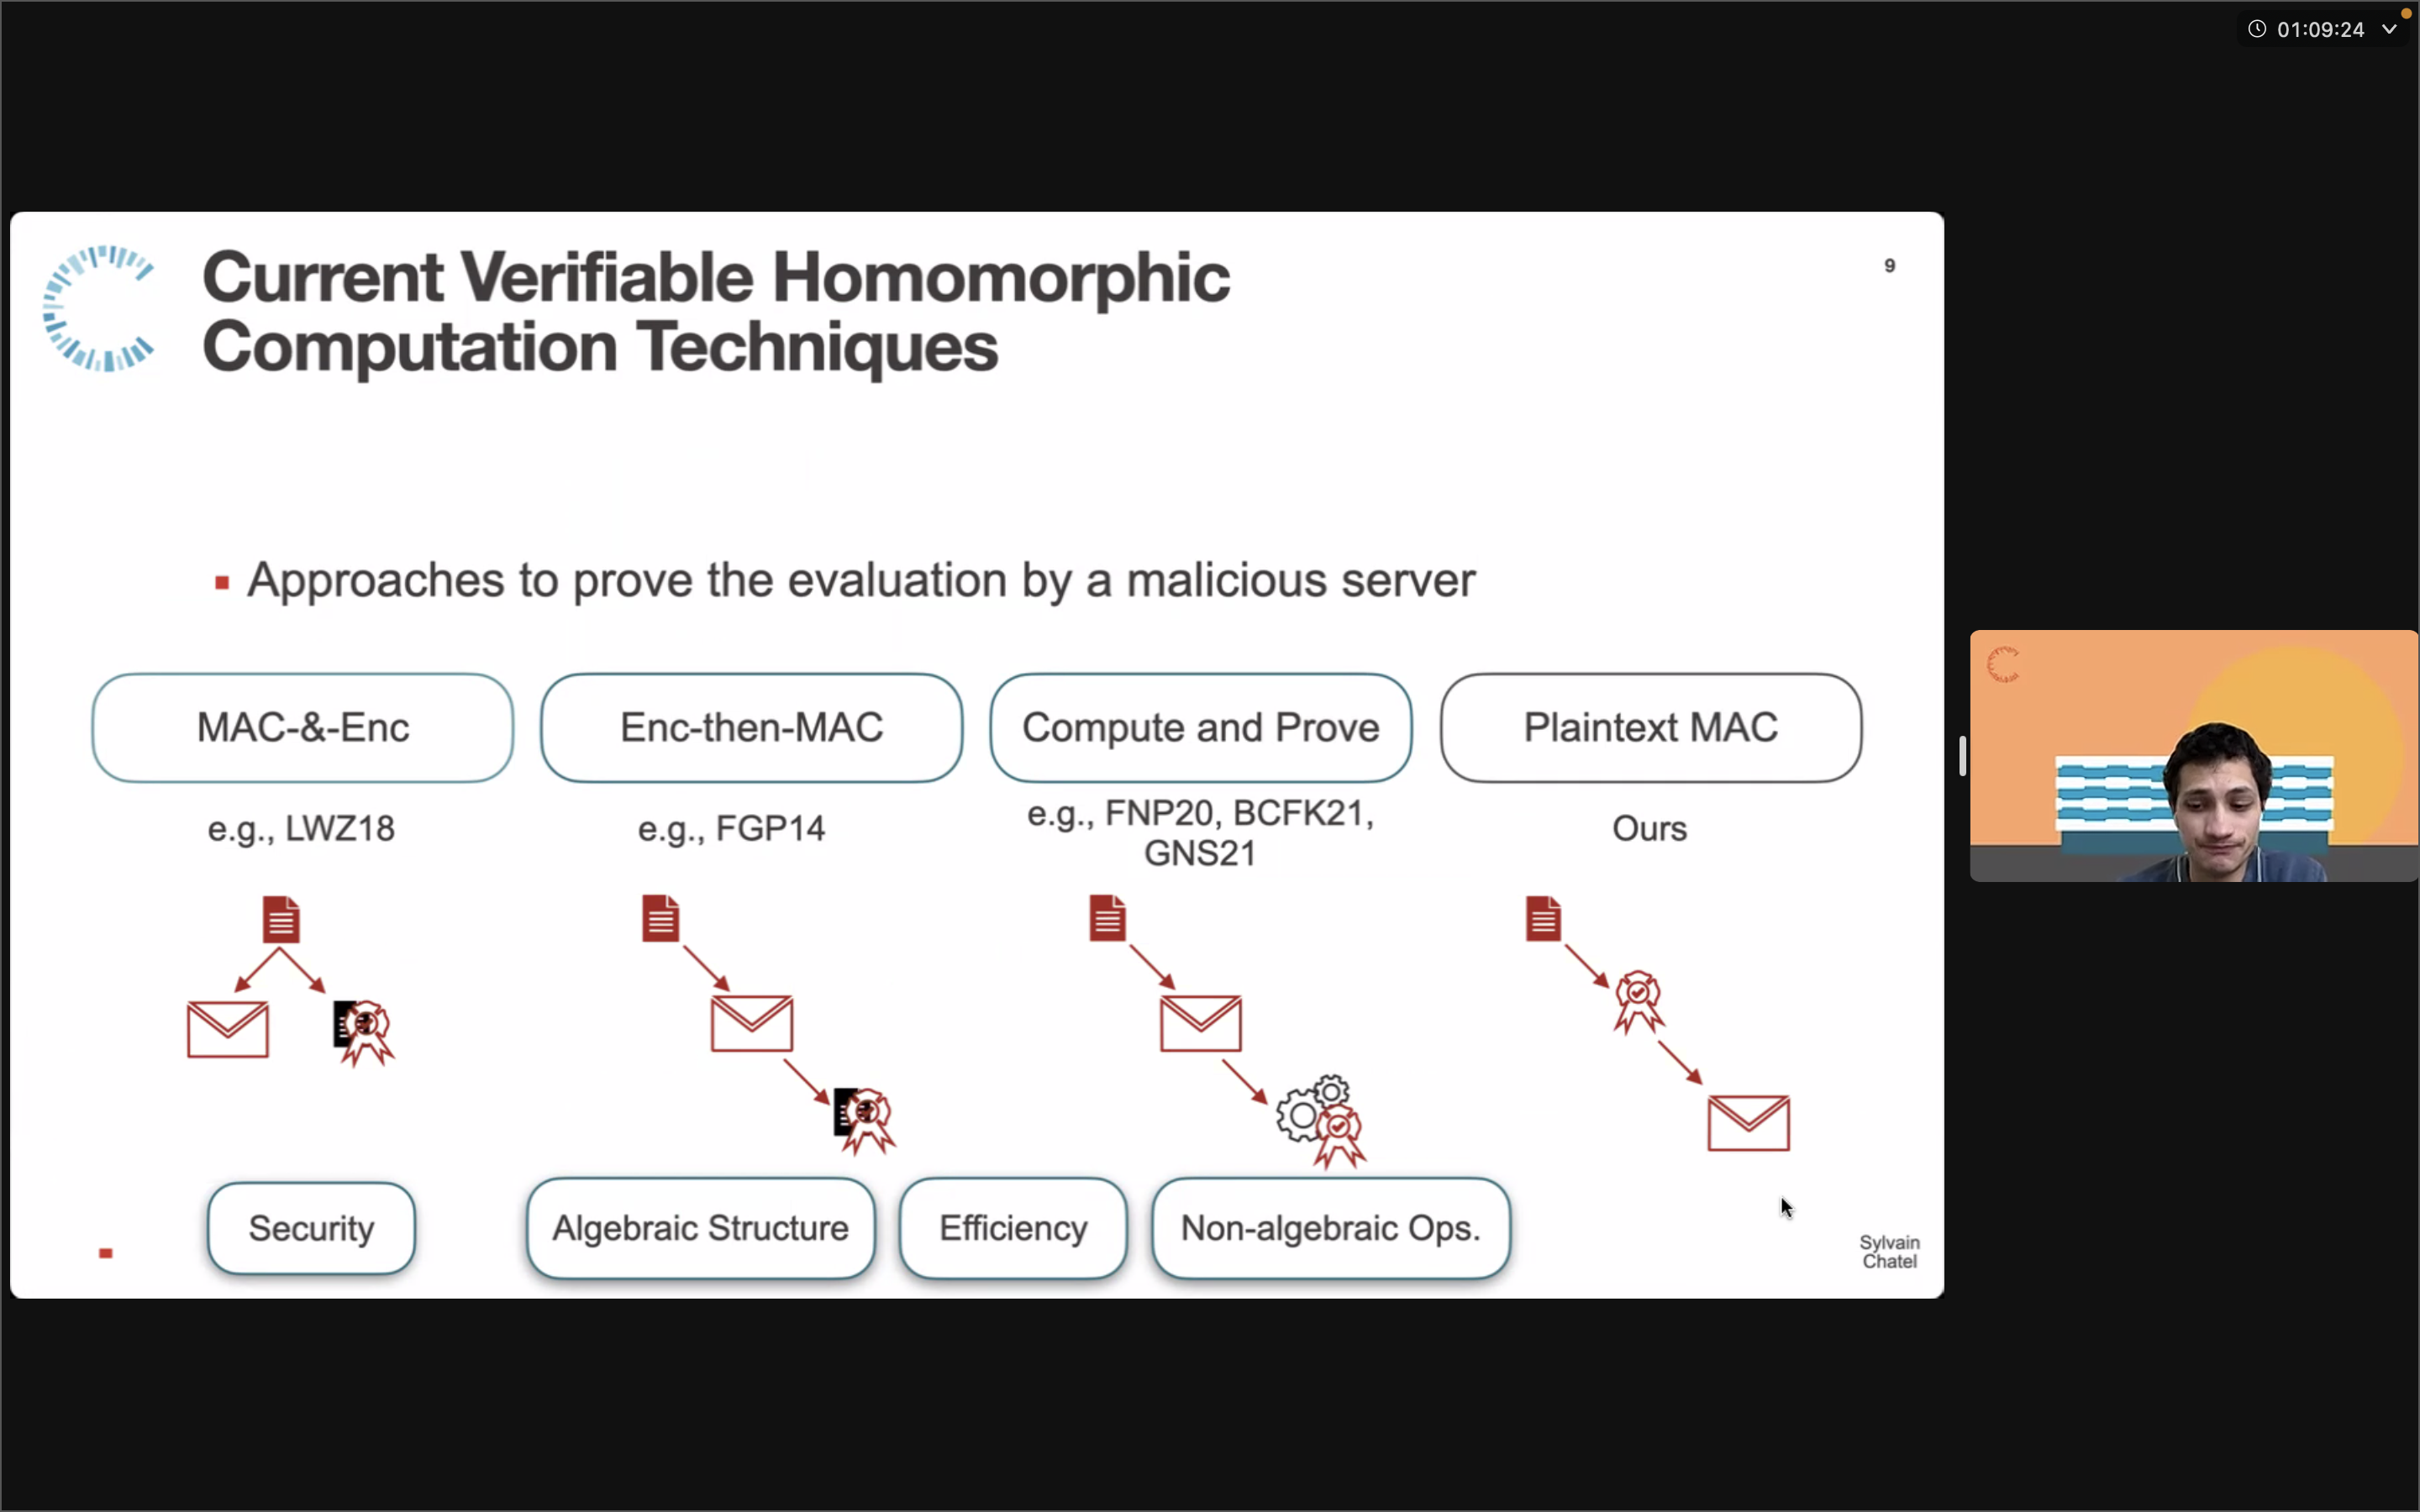 01:09:24
Current Verifiable Homomorphic
Computation Techniques
9
Approaches to prove the evaluation by a malicious server
MAC-&-Enc
Enc-then-MAC
Compute and Prove
Plaintext MAC
e.g., LWZ18
e.g., FGP14
e.g., FNP20, BCFK21,
GNS21
Ours
Security
Algebraic Structure
Efficiency
Non-algebraic Ops.
Sylvain
Chatel